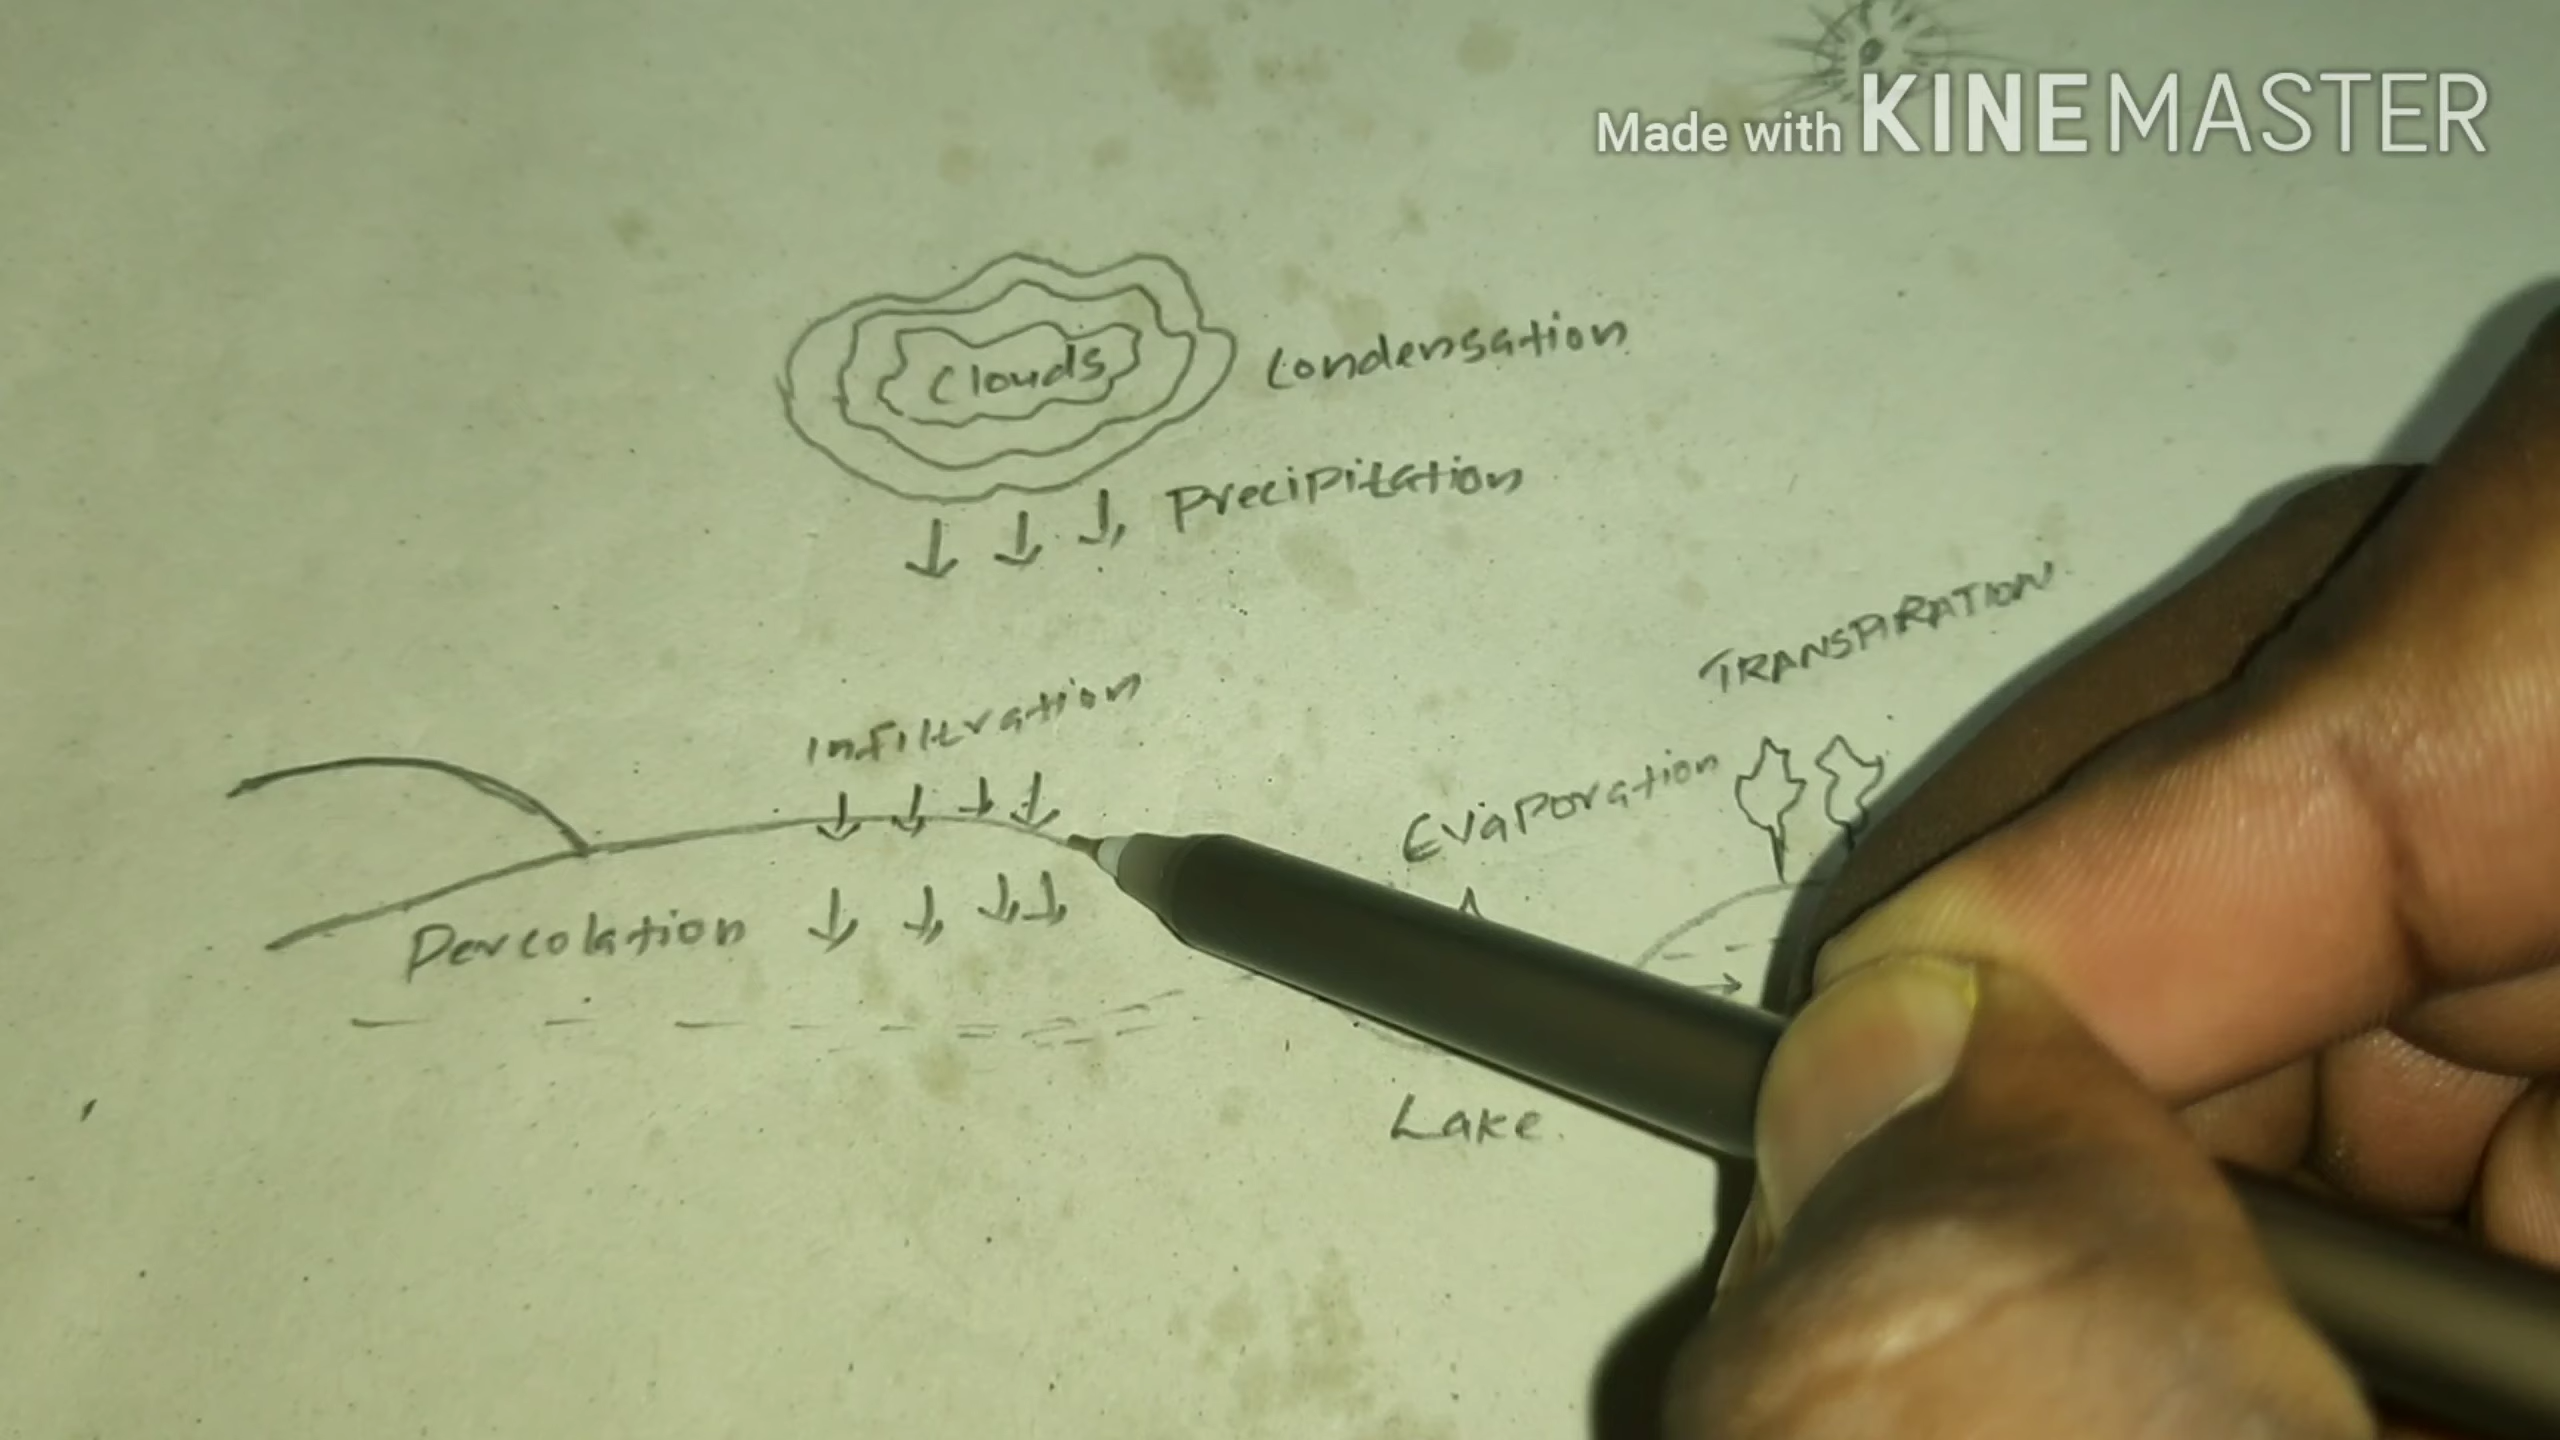 Made with KINEMASTER
Clouds
Condensation
Precipitation
TRANSPIRATION
Infiltration
Evaporation
Percolation
Lake.